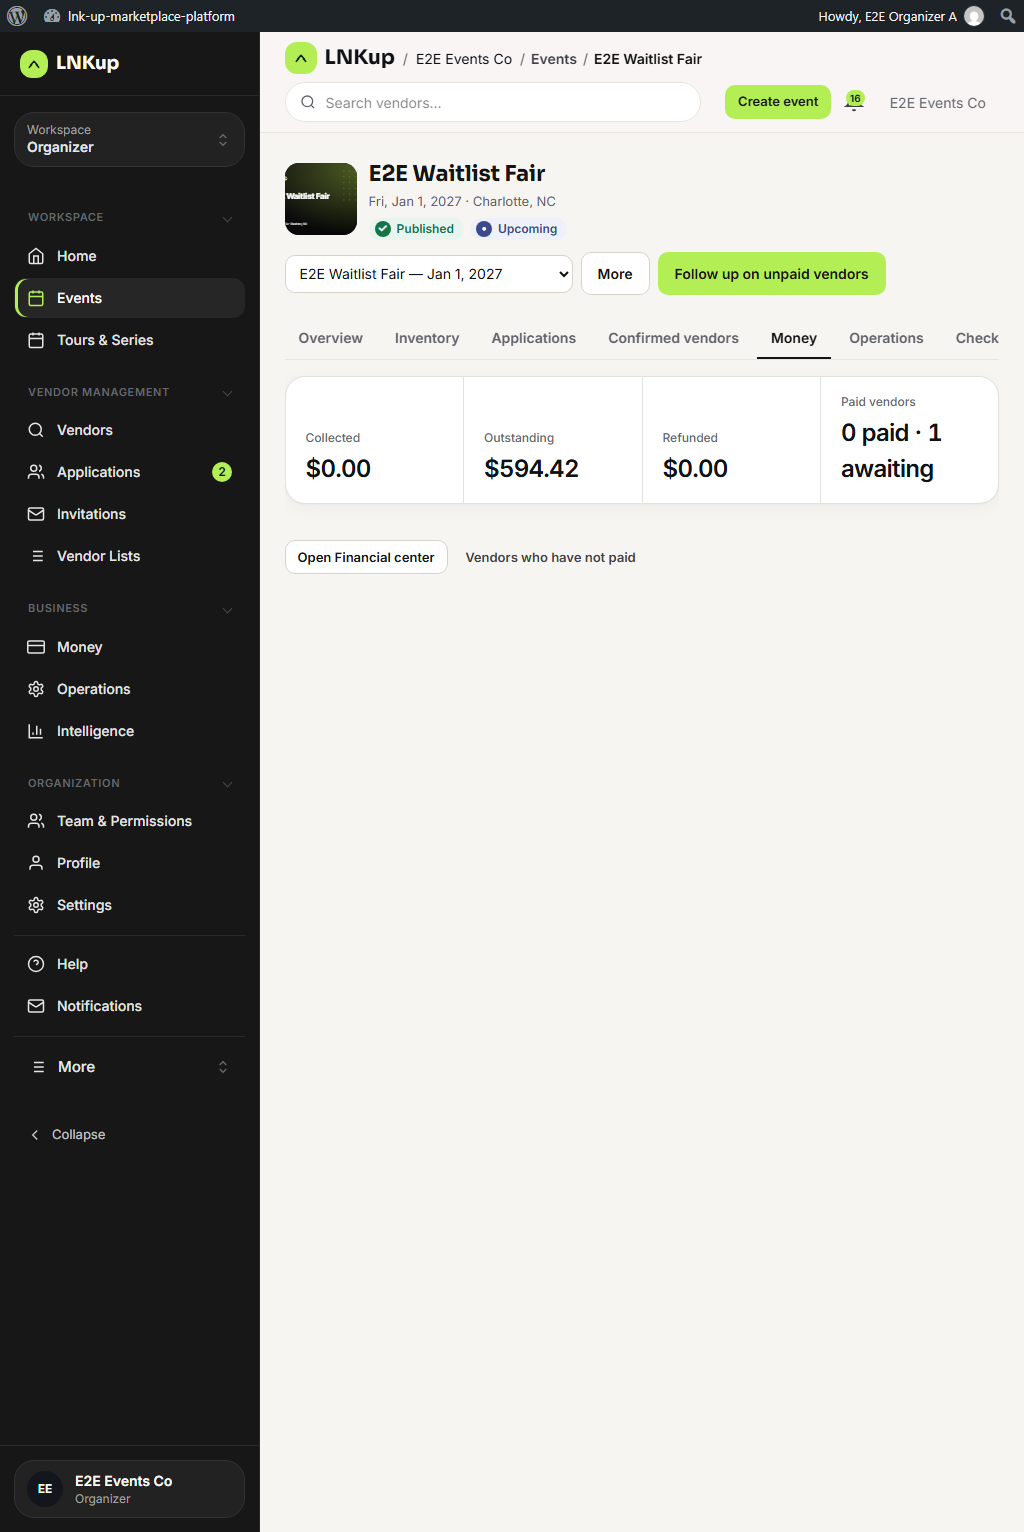 lnk-up-marketplace-platform
Howdy, E2E Organizer A
LNKup
Workspace
Organizer
WORKSPACE
Home
Events
Tours & Series
VENDOR MANAGEMENT
Vendors
Applications
2
Invitations
Vendor Lists
BUSINESS
Money
Operations
Intelligence
ORGANIZATION
Team & Permissions
Profile
Settings
Help
Notifications
More
Collapse
EE
E2E Events Co
Organizer
LNKup / E2E Events Co / Events / E2E Waitlist Fair
Search vendors...
Create event
16
E2E Events Co
Waitlist Fair
E2E Waitlist Fair
Fri, Jan 1, 2027 · Charlotte, NC
Published
Upcoming
E2E Waitlist Fair — Jan 1, 2027
More
Follow up on unpaid vendors
Overview
Inventory
Applications
Confirmed vendors
Money
Operations
Check
Collected
$0.00
Outstanding
$594.42
Refunded
$0.00
Paid vendors
0 paid · 1
awaiting
Open Financial center
Vendors who have not paid